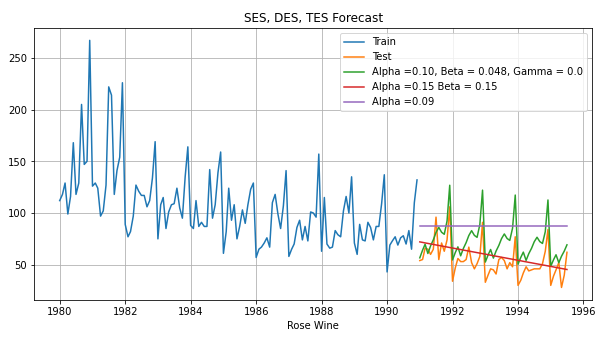 SES, DES, TES Forecast
Train
Test
Alpha =0.10, Beta = 0.048, Gamma = 0.0
Alpha =0.15 Beta = 0.15
Alpha =0.09
250
200
150
100
50
1980 1982 1984 1986 1988 1990 1992 1994 1996
Rose Wine